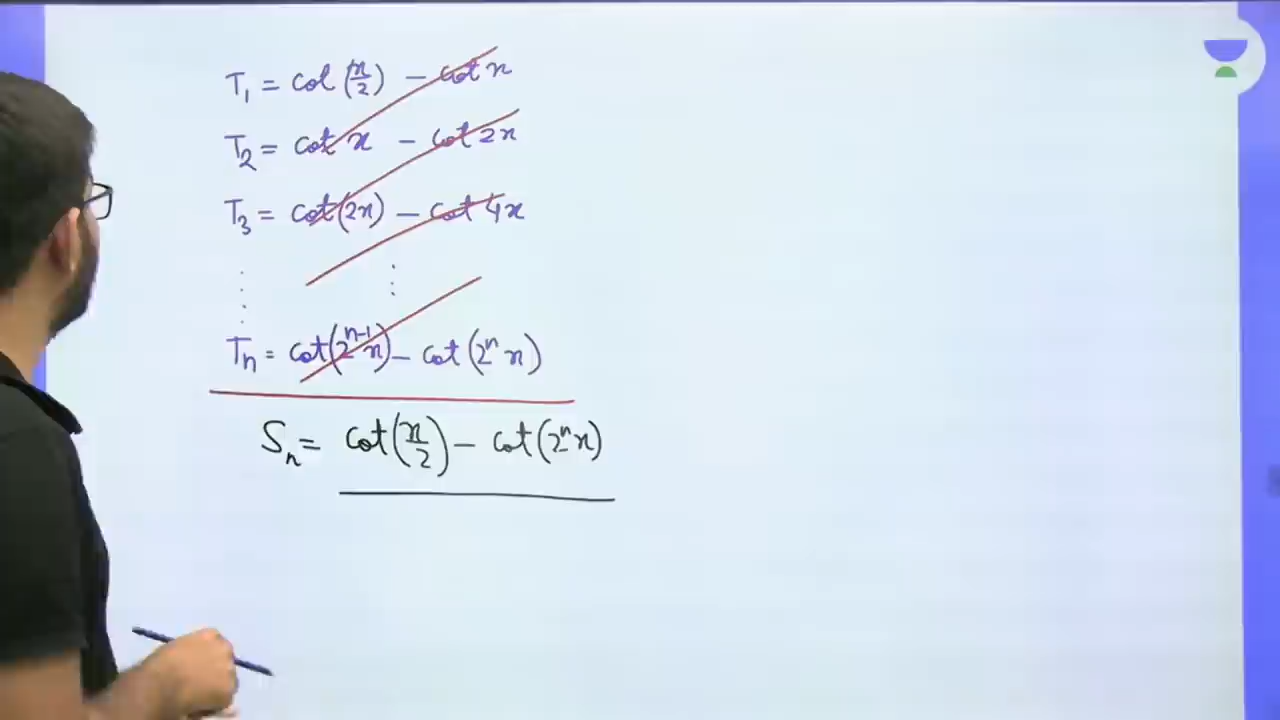 T₁ = cot(x/2) - cot x
T₂ = cot x - cot 2x
T₃ = cot(2x) - cot 4x
⋮ ⋮
Tₙ = cot(2ⁿ⁻¹x) - cot(2ⁿx)
Sₙ = cot(x/2) - cot(2ⁿx)